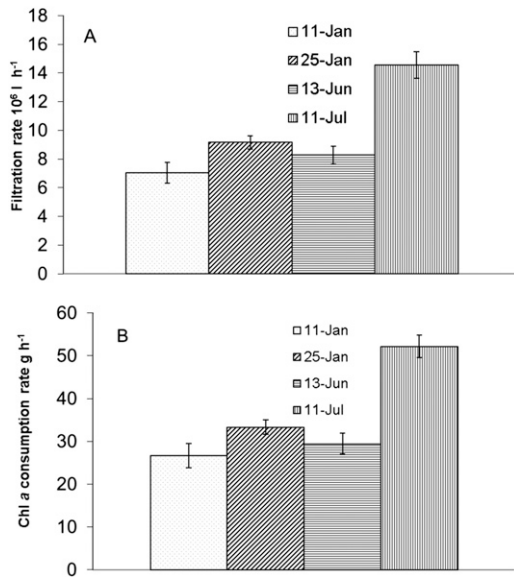 18
16
14
12
10
8
6
4
2
0
Filtration rate 10⁶ l h⁻¹
A
11-Jan
25-Jan
13-Jun
11-Jul
60
50
40
30
20
10
0
Chl a consumption rate g h⁻¹
B
11-Jan
25-Jan
13-Jun
11-Jul